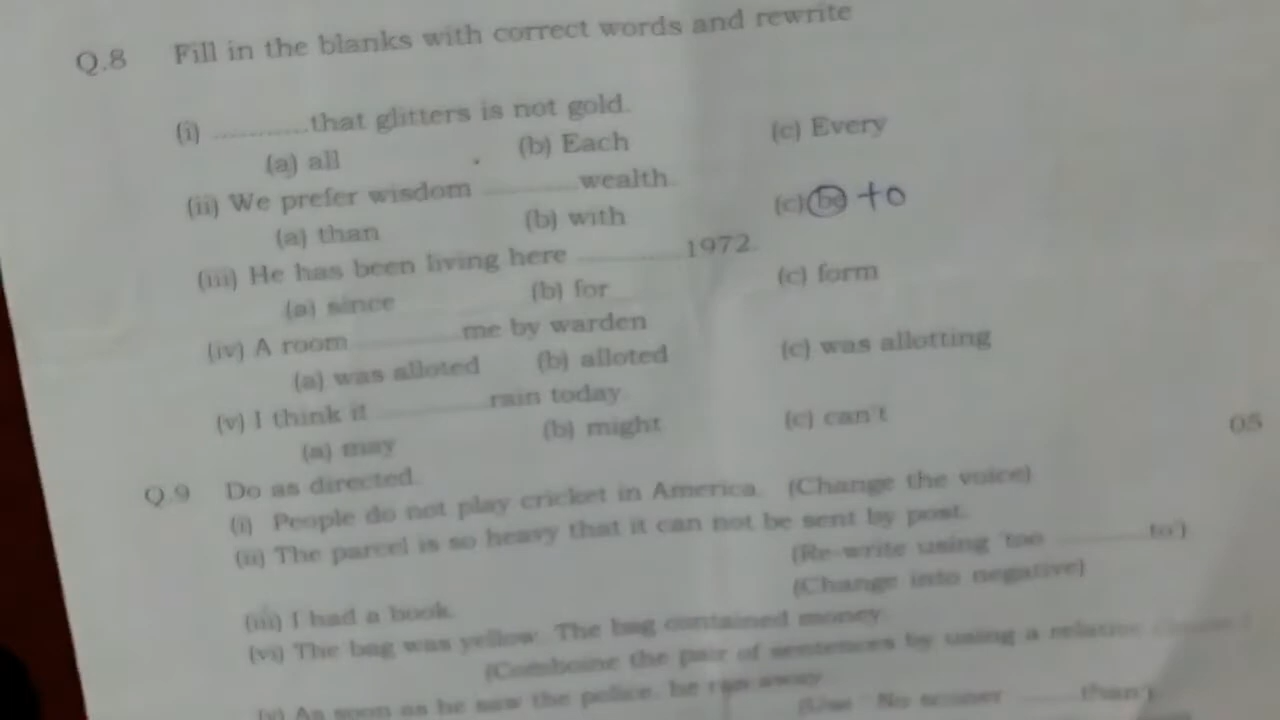 Q.8 Fill in the blanks with correct words and rewrite
(i) ............that glitters is not gold.
(a) all (b) Each (c) Every
(ii) We prefer wisdom ............wealth.
(a) than (b) with (c) be to
(iii) He has been living here ............1972.
(a) since (b) for (c) form
(iv) A room ............me by warden
(a) was alloted (b) alloted (c) was allotting
(v) I think it ............rain today.
(a) may (b) might (c) can't
05
Q.9 Do as directed.
(i) People do not play cricket in America. (Change the voice)
(ii) The parcel is so heavy that it can not be sent by post.
(Re-write using 'too ............to')
(iii) I had a book. (Change into negative)
(vi) The bag was yellow. The bag contained money.
(Comboine the pair of sentences by using a relative
(v) As soon as he saw the police, he ran away.
(Use No sooner ......than')